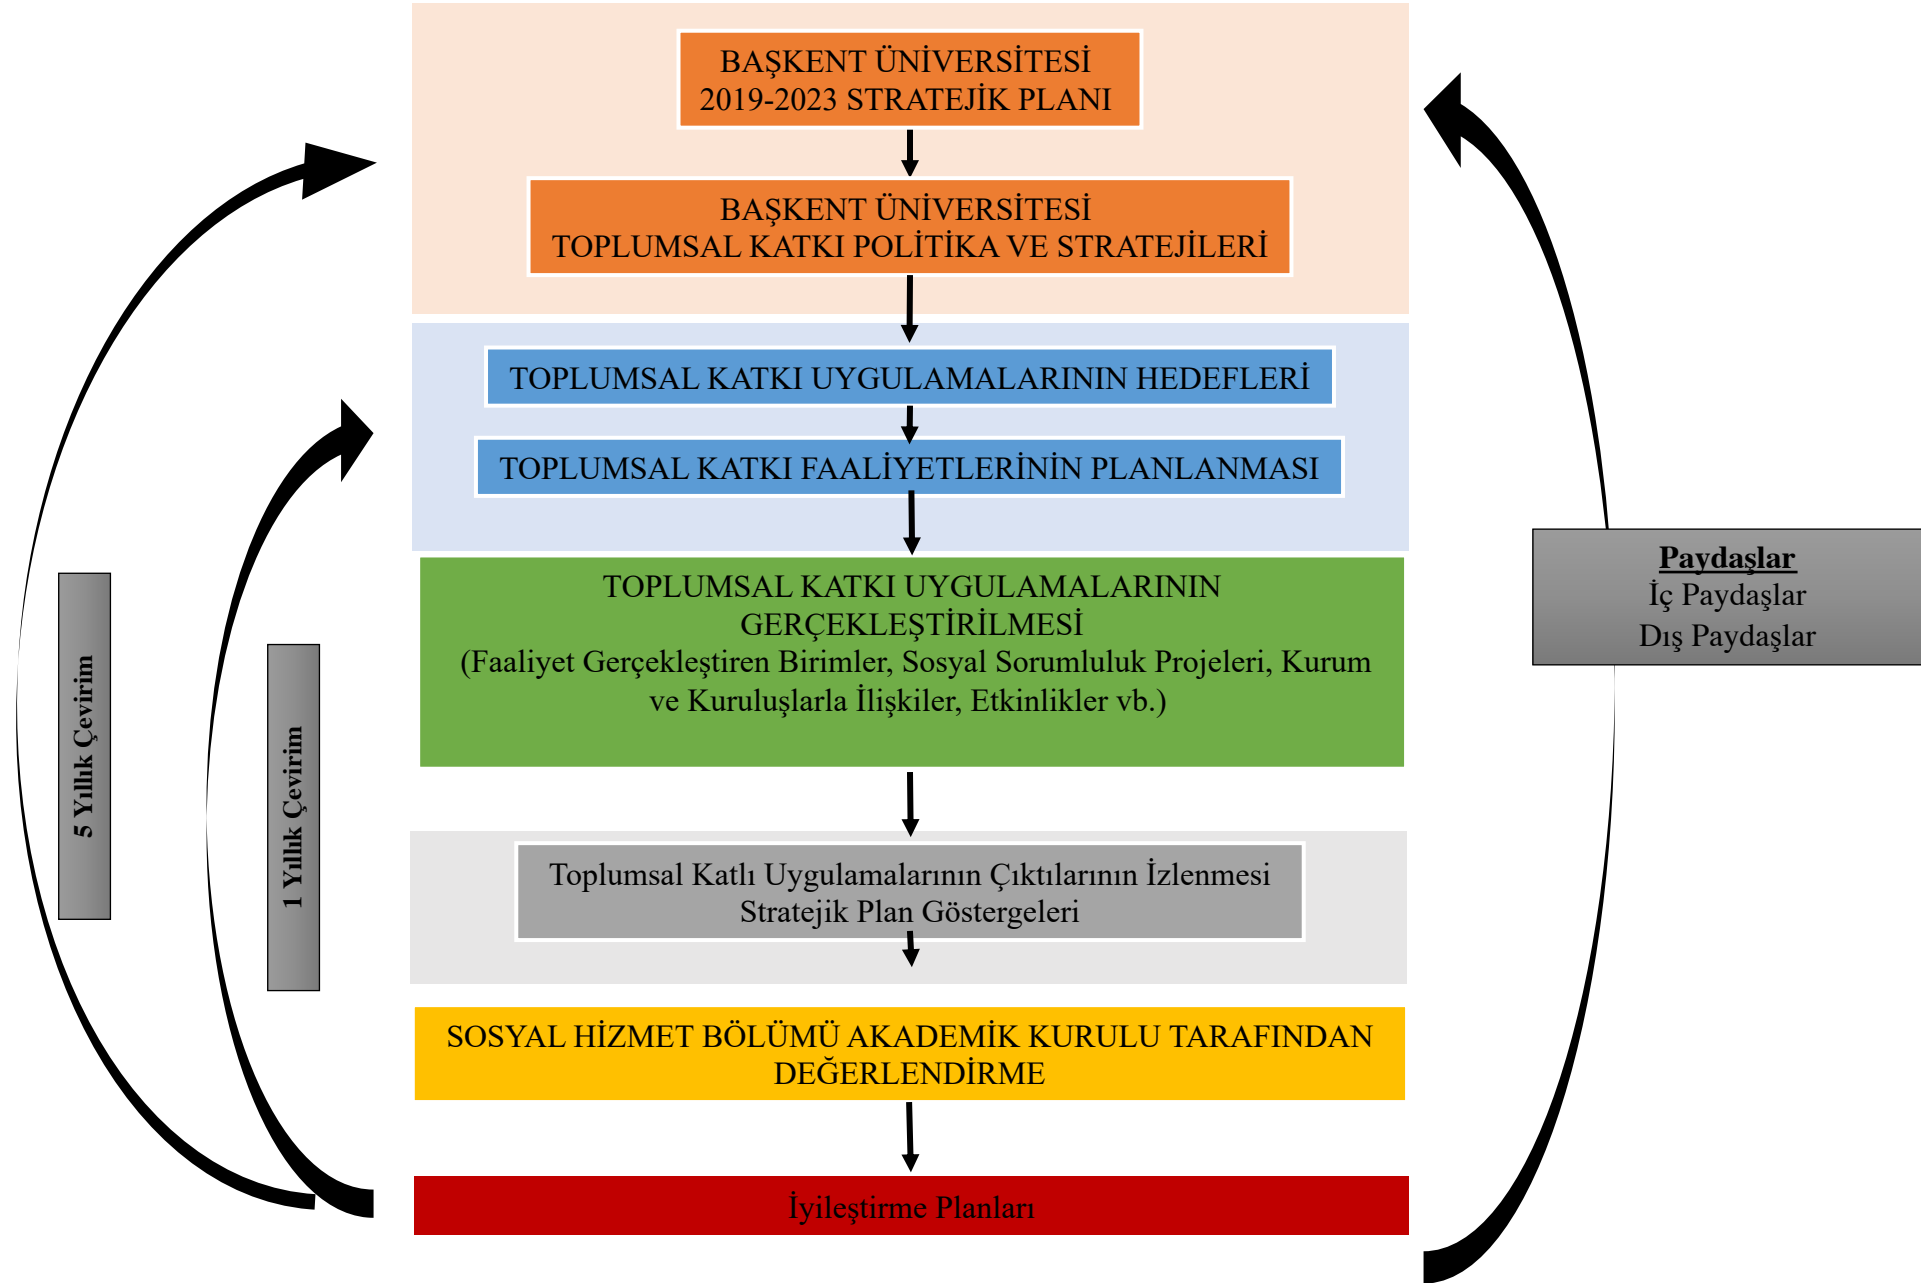 BAŞKENT ÜNİVERSİTESİ
2019-2023 STRATEJİK PLANI
BAŞKENT ÜNİVERSİTESİ
TOPLUMSAL KATKI POLİTİKA VE STRATEJİLERİ
TOPLUMSAL KATKI UYGULAMALARININ HEDEFLERİ
TOPLUMSAL KATKI FAALİYETLERİNİN PLANLANMASI
TOPLUMSAL KATKI UYGULAMALARININ
GERÇEKLEŞTİRİLMESİ
(Faaliyet Gerçekleştiren Birimler, Sosyal Sorumluluk Projeleri, Kurum
ve Kuruluşlarla İlişkiler, Etkinlikler vb.)
Toplumsal Katlı Uygulamalarının Çıktılarının İzlenmesi
Stratejik Plan Göstergeleri
SOSYAL HİZMET BÖLÜMÜ AKADEMİK KURULU TARAFINDAN
DEĞERLENDİRME
İyileştirme Planları
5 Yıllık Çevirim
1 Yıllık Çevirim
Paydaşlar
İç Paydaşlar
Dış Paydaşlar